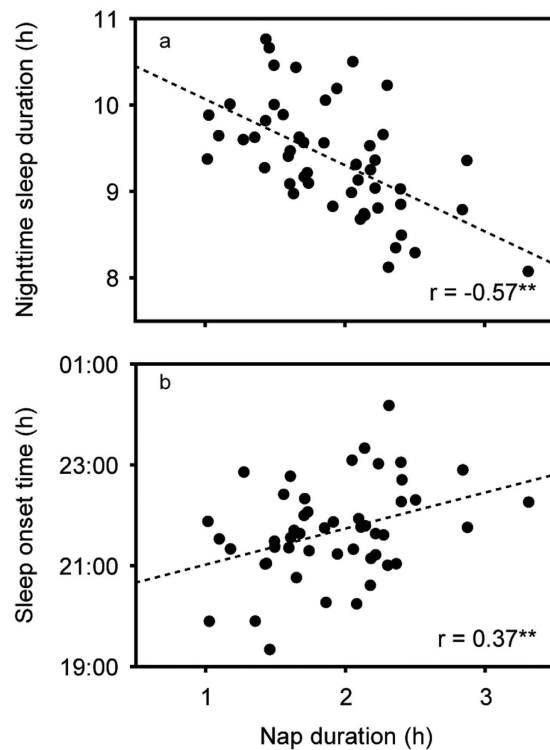 Nighttime sleep duration (h)
11
10
9
8
a
r = -0.57**
Sleep onset time (h)
01:00
23:00
21:00
19:00
b
r = 0.37**
1
2
3
Nap duration (h)